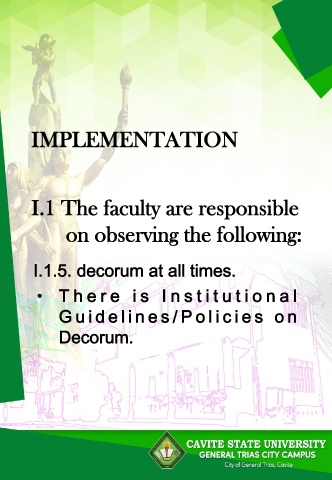 IMPLEMENTATION
I.1 The faculty are responsible
on observing the following:
I.1.5. decorum at all times.
• There is Institutional
Guidelines/Policies on
Decorum.
CAVITE STATE UNIVERSITY
GENERAL TRIAS CITY CAMPUS
City of General Trias, Cavite